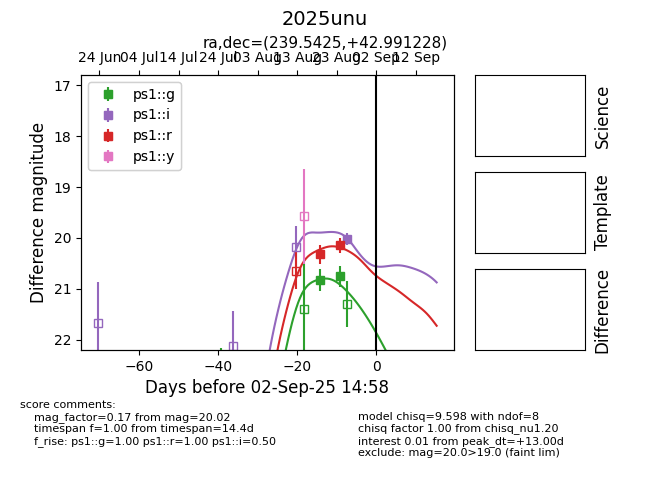 2025unu
ra,dec=(239.5425,+42.991228)
24 Jun 04 Jul 14 Jul 24 Jul 03 Aug 13 Aug 23 Aug 02 Sep 12 Sep
17
18
19
20
21
22
Difference magnitude
ps1::g
ps1::i
ps1::r
ps1::y
−60 −40 −20 0
Days before 02-Sep-25 14:58
Science
Template
Difference
score comments:
mag_factor=0.17 from mag=20.02
timespan f=1.00 from timespan=14.4d
f_rise: ps1::g=1.00 ps1::r=1.00 ps1::i=0.50
model chisq=9.598 with ndof=8
chisq factor 1.00 from chisq_nu1.20
interest 0.01 from peak_dt=+13.00d
exclude: mag=20.0>19.0 (faint lim)